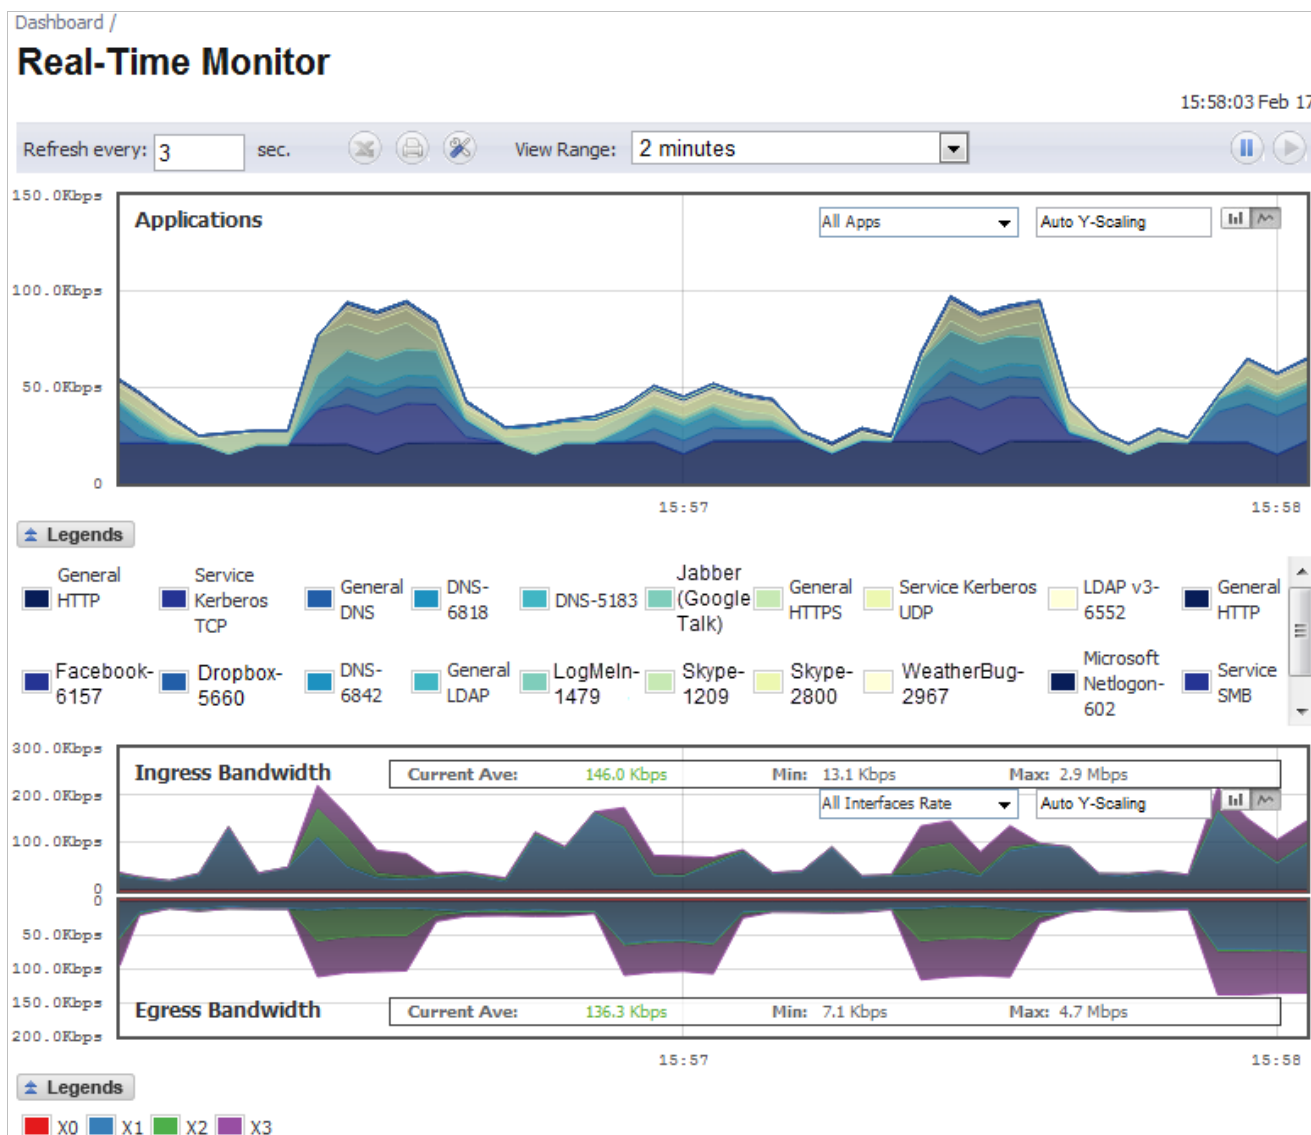 Dashboard /
Real-Time Monitor
15:58:03 Feb 17
Refresh every: 3 sec. View Range: 2 minutes
150.0Kbps
Applications All Apps Auto Y-Scaling
100.0Kbps
50.0Kbps
0
15:57 15:58
Legends
General HTTP
Service Kerberos TCP
General DNS
DNS-6818
DNS-5183
Jabber (Google Talk)
General HTTPS
Service Kerberos UDP
LDAP v3-6552
General HTTP
Facebook-6157
Dropbox-5660
DNS-6842
General LDAP
LogMeIn-1479
Skype-1209
Skype-2800
WeatherBug-2967
Microsoft Netlogon-602
Service SMB
300.0Kbps
Ingress Bandwidth Current Ave: 146.0 Kbps Min: 13.1 Kbps Max: 2.9 Mbps
200.0Kbps
All Interfaces Rate Auto Y-Scaling
100.0Kbps
0
0
50.0Kbps
100.0Kbps
150.0Kbps
Egress Bandwidth Current Ave: 136.3 Kbps Min: 7.1 Kbps Max: 4.7 Mbps
200.0Kbps
15:57 15:58
Legends
X0 X1 X2 X3